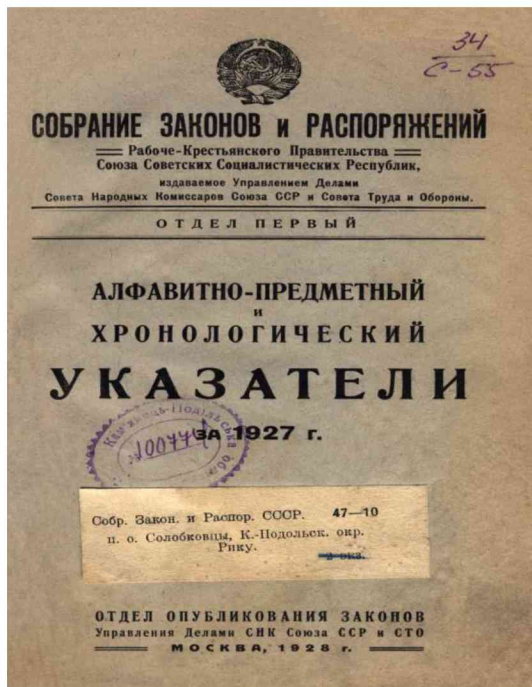 34
С-55
СОБРАНИЕ ЗАКОНОВ и РАСПОРЯЖЕНИЙ
Рабоче-Крестьянского Правительства
Союза Советских Социалистических Республик,
издаваемое Управлением Делами
Совета Народных Комиссаров Союза ССР и Совета Труда и Обороны.
ОТДЕЛ ПЕРВЫЙ
АЛФАВИТНО-ПРЕДМЕТНЫЙ
и
ХРОНОЛОГИЧЕСКИЙ
УКАЗАТЕЛИ
ЗА 1927 г.
Собр. Закон. и Распор. СССР. 47—10
п. о. Солобковцы, К.-Подольск. окр.
Рику.
2 экз.
ОТДЕЛ ОПУБЛИКОВАНИЯ ЗАКОНОВ
Управления Делами СНК Союза ССР и СТО
МОСКВА, 1928 г.